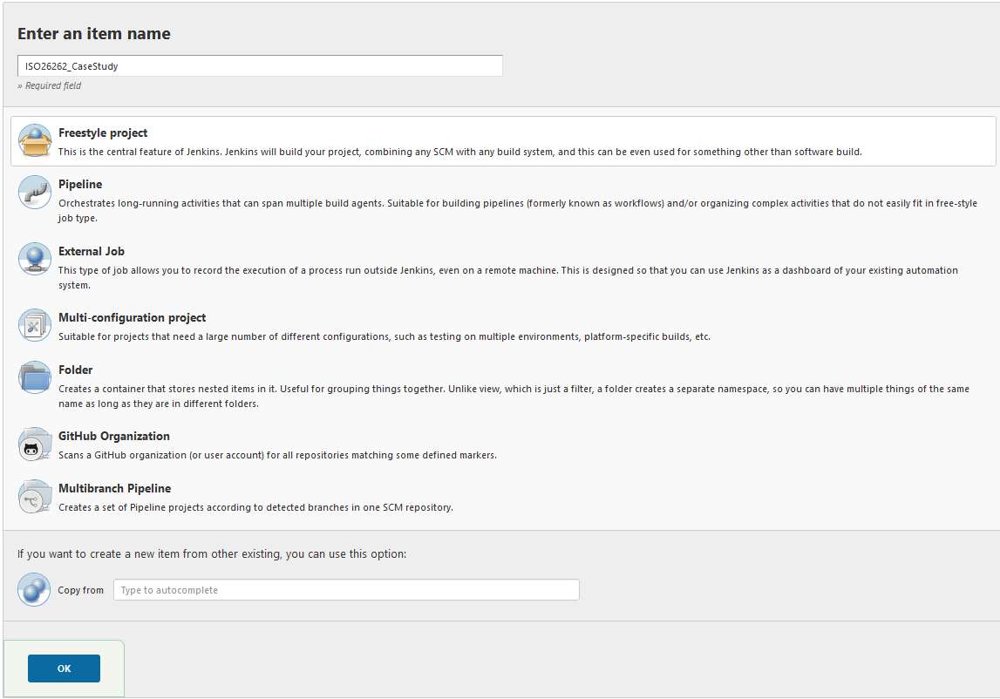 Enter an item name
ISO26262_CaseStudy
» Required field
Freestyle project
This is the central feature of Jenkins. Jenkins will build your project, combining any SCM with any build system, and this can be even used for something other than software build.
Pipeline
Orchestrates long-running activities that can span multiple build agents. Suitable for building pipelines (formerly known as workflows) and/or organizing complex activities that do not easily fit in free-style
job type.
External Job
This type of job allows you to record the execution of a process run outside Jenkins, even on a remote machine. This is designed so that you can use Jenkins as a dashboard of your existing automation
system.
Multi-configuration project
Suitable for projects that need a large number of different configurations, such as testing on multiple environments, platform-specific builds, etc.
Folder
Creates a container that stores nested items in it. Useful for grouping things together. Unlike view, which is just a filter, a folder creates a separate namespace, so you can have multiple things of the same
name as long as they are in different folders.
GitHub Organization
Scans a GitHub organization (or user account) for all repositories matching some defined markers.
Multibranch Pipeline
Creates a set of Pipeline projects according to detected branches in one SCM repository.
If you want to create a new item from other existing, you can use this option:
Copy from Type to autocomplete
OK